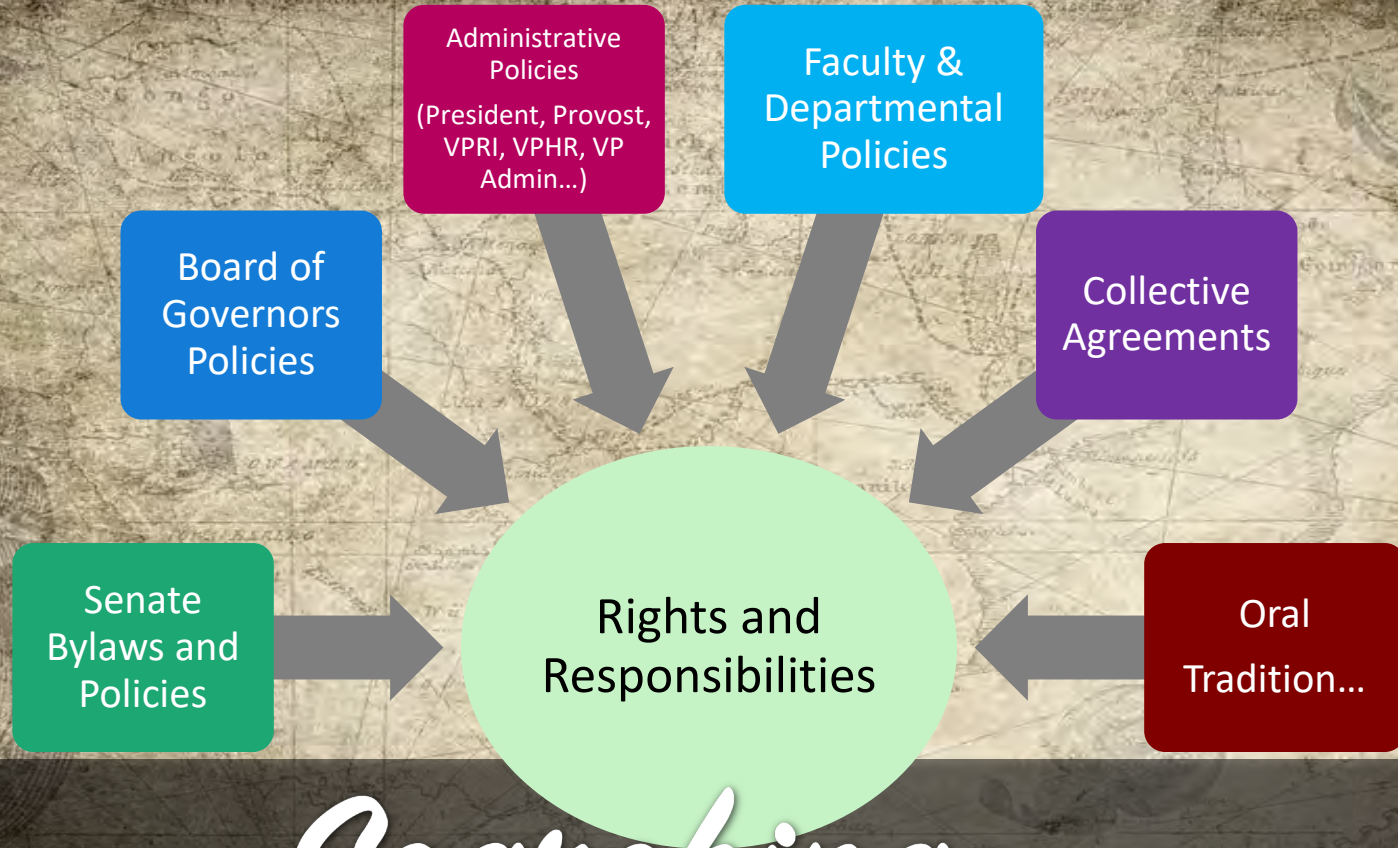 Administrative
Policies
(President, Provost,
VPRI, VPHR, VP
Admin…)
Faculty &
Departmental
Policies
Board of
Governors
Policies
Collective
Agreements
Senate
Bylaws and
Policies
Rights and
Responsibilities
Oral
Tradition…
Searching